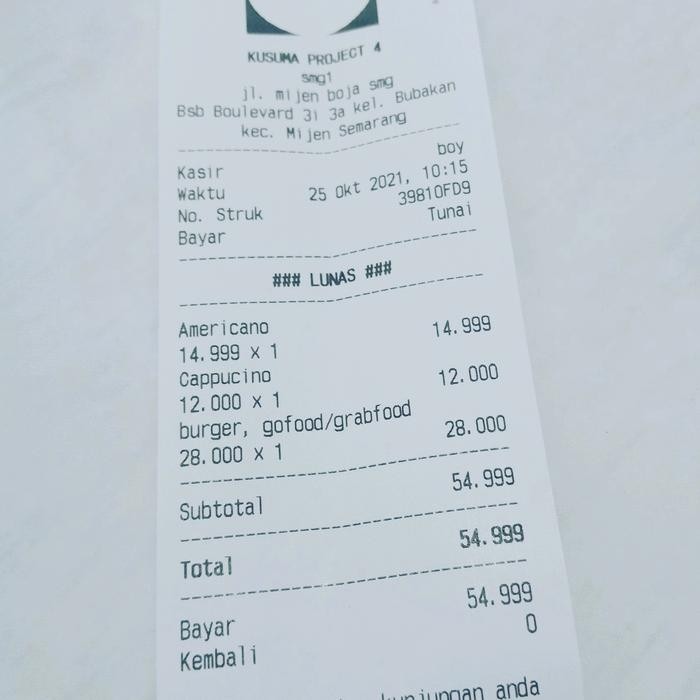 KUSUMA PROJECT 4
smg1
jl. mijen boja smg
Bsb Boulevard 3i 3a kel. Bubakan
kec. Mijen Semarang
Kasir boy
Waktu 25 Okt 2021, 10:15
No. Struk 39810FD9
Bayar Tunai
### LUNAS ###
Americano
14.999 x 1 14.999
Cappucino
12.000 x 1 12.000
burger, gofood/grabfood
28.000 x 1 28.000
Subtotal 54.999
Total 54.999
Bayar 54.999
Kembali 0
kunjungan anda